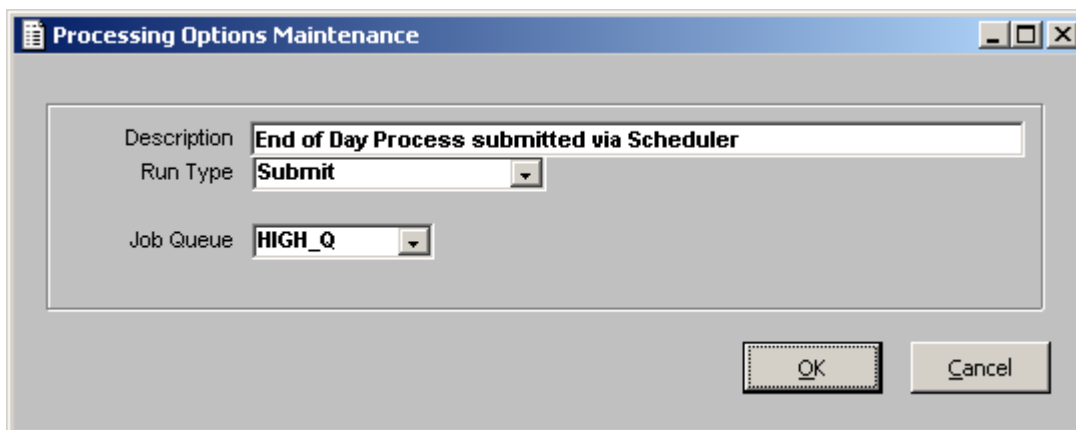 Processing Options Maintenance
Description End of Day Process submitted via Scheduler
Run Type Submit
Job Queue HIGH_Q
OK Cancel